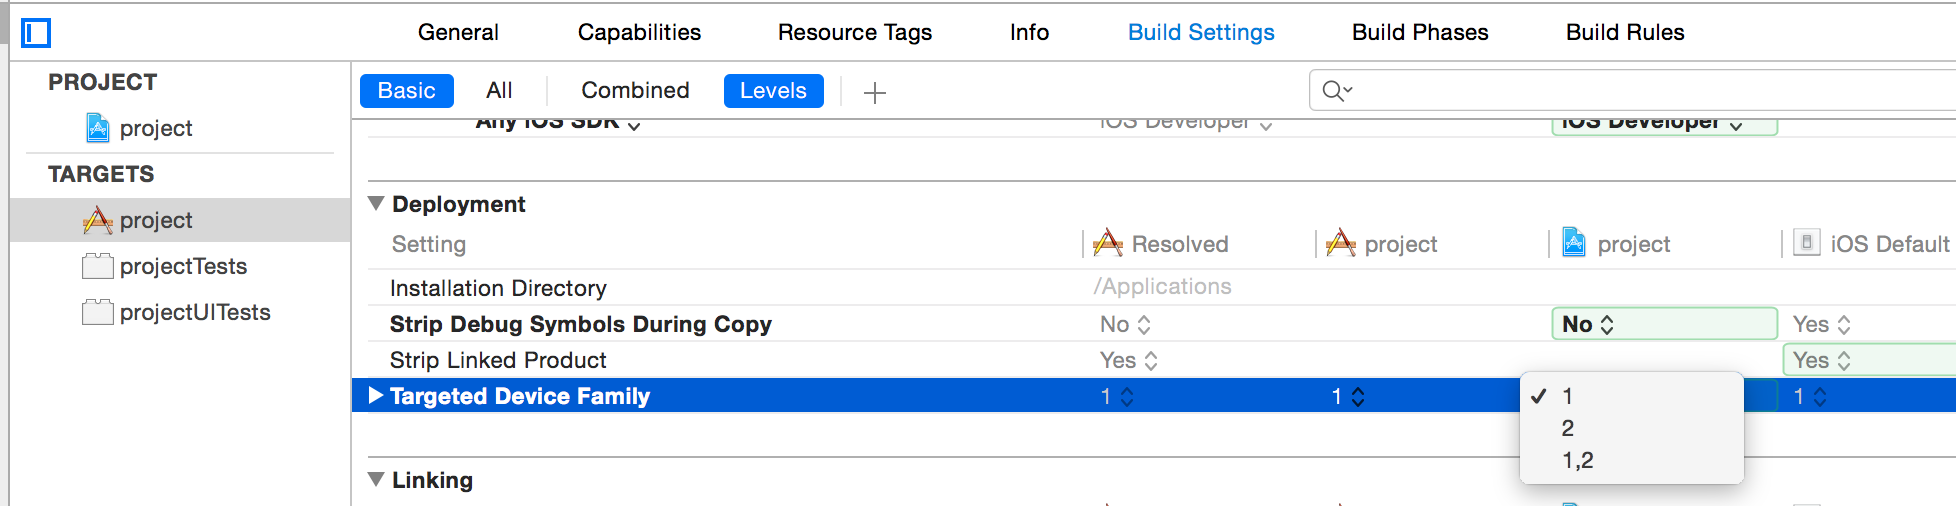 General Capabilities Resource Tags Info Build Settings Build Phases Build Rules
PROJECT
project
TARGETS
project
projectTests
projectUITests
Basic All Combined Levels
Any iOS SDK iOS Developer iOS Developer
Deployment
Setting Resolved project project iOS Default
Installation Directory /Applications
Strip Debug Symbols During Copy No No Yes
Strip Linked Product Yes Yes
Targeted Device Family 1 1 1 1
2
1,2
Linking